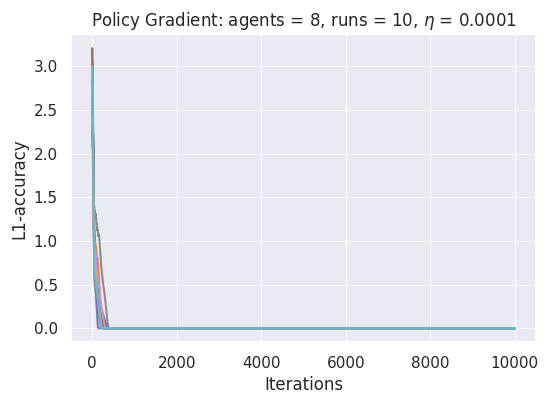 Policy Gradient: agents = 8, runs = 10, η = 0.0001
L1-accuracy
3.0
2.5
2.0
1.5
1.0
0.5
0.0
0 2000 4000 6000 8000 10000
Iterations